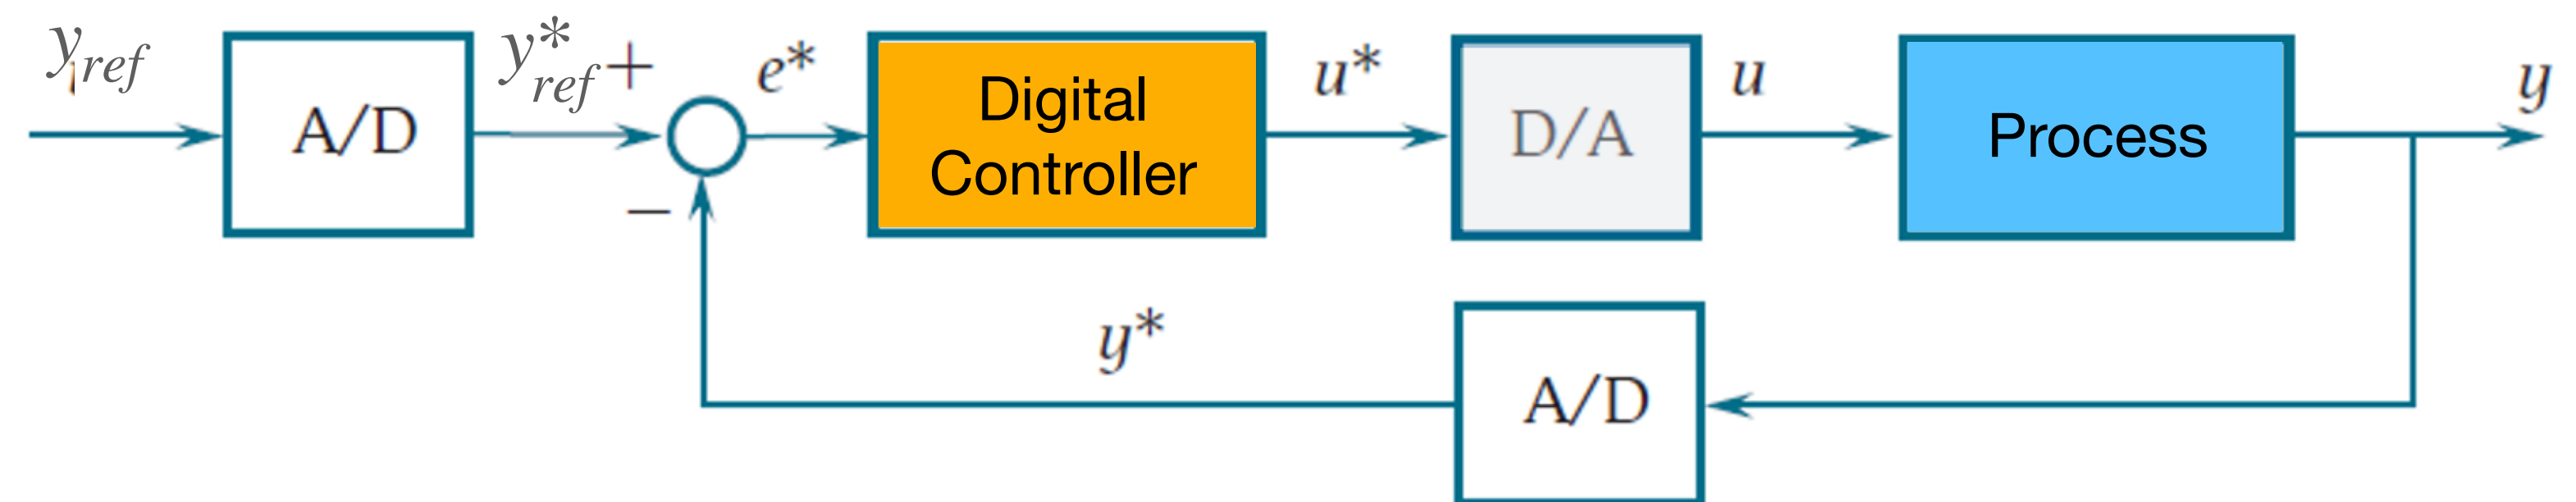 y_ref
A/D
y*_ref
+
e*
Digital
Controller
u*
D/A
u
Process
y
−
y*
A/D